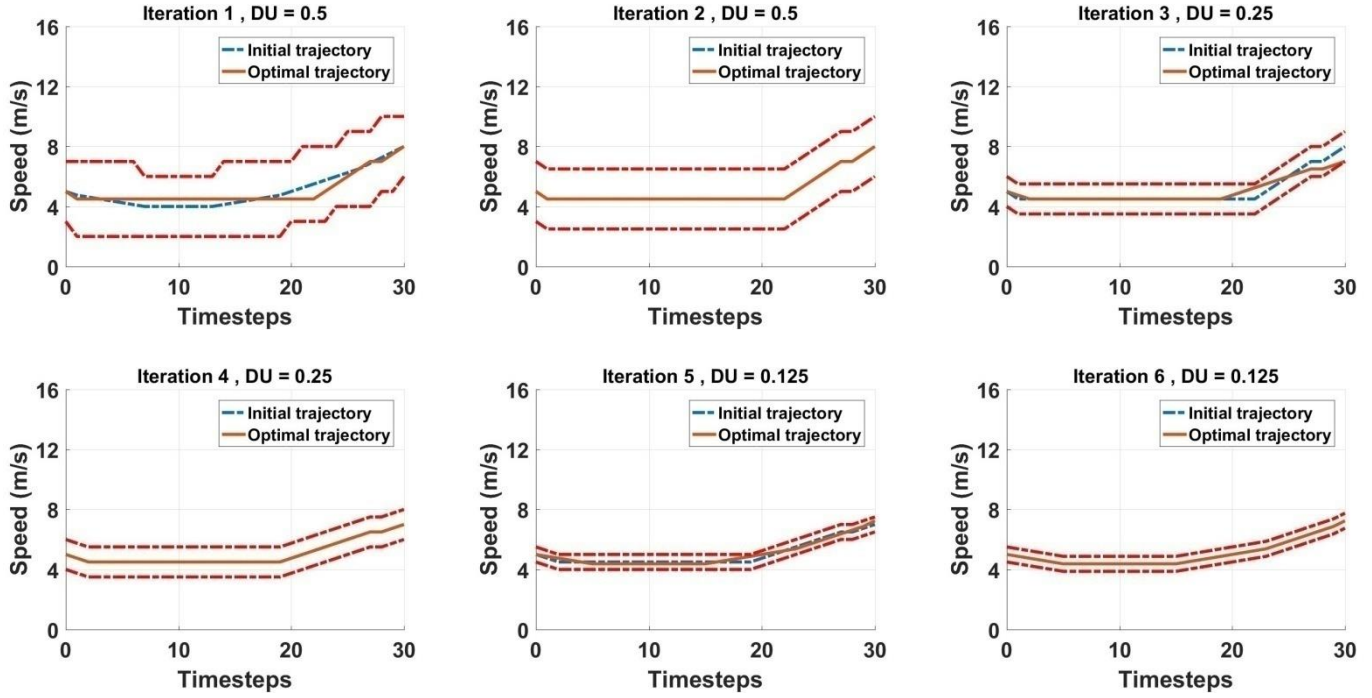 Iteration 1 , DU = 0.5
16
12
8
4
0
Speed (m/s)
Initial trajectory
Optimal trajectory
0 10 20 30
Timesteps
Iteration 2 , DU = 0.5
16
12
8
4
0
Speed (m/s)
Initial trajectory
Optimal trajectory
0 10 20 30
Timesteps
Iteration 3 , DU = 0.25
16
12
8
4
0
Speed (m/s)
Initial trajectory
Optimal trajectory
0 10 20 30
Timesteps
Iteration 4 , DU = 0.25
16
12
8
4
0
Speed (m/s)
Initial trajectory
Optimal trajectory
0 10 20 30
Timesteps
Iteration 5 , DU = 0.125
16
12
8
4
0
Speed (m/s)
Initial trajectory
Optimal trajectory
0 10 20 30
Timesteps
Iteration 6 , DU = 0.125
16
12
8
4
0
Speed (m/s)
Initial trajectory
Optimal trajectory
0 10 20 30
Timesteps